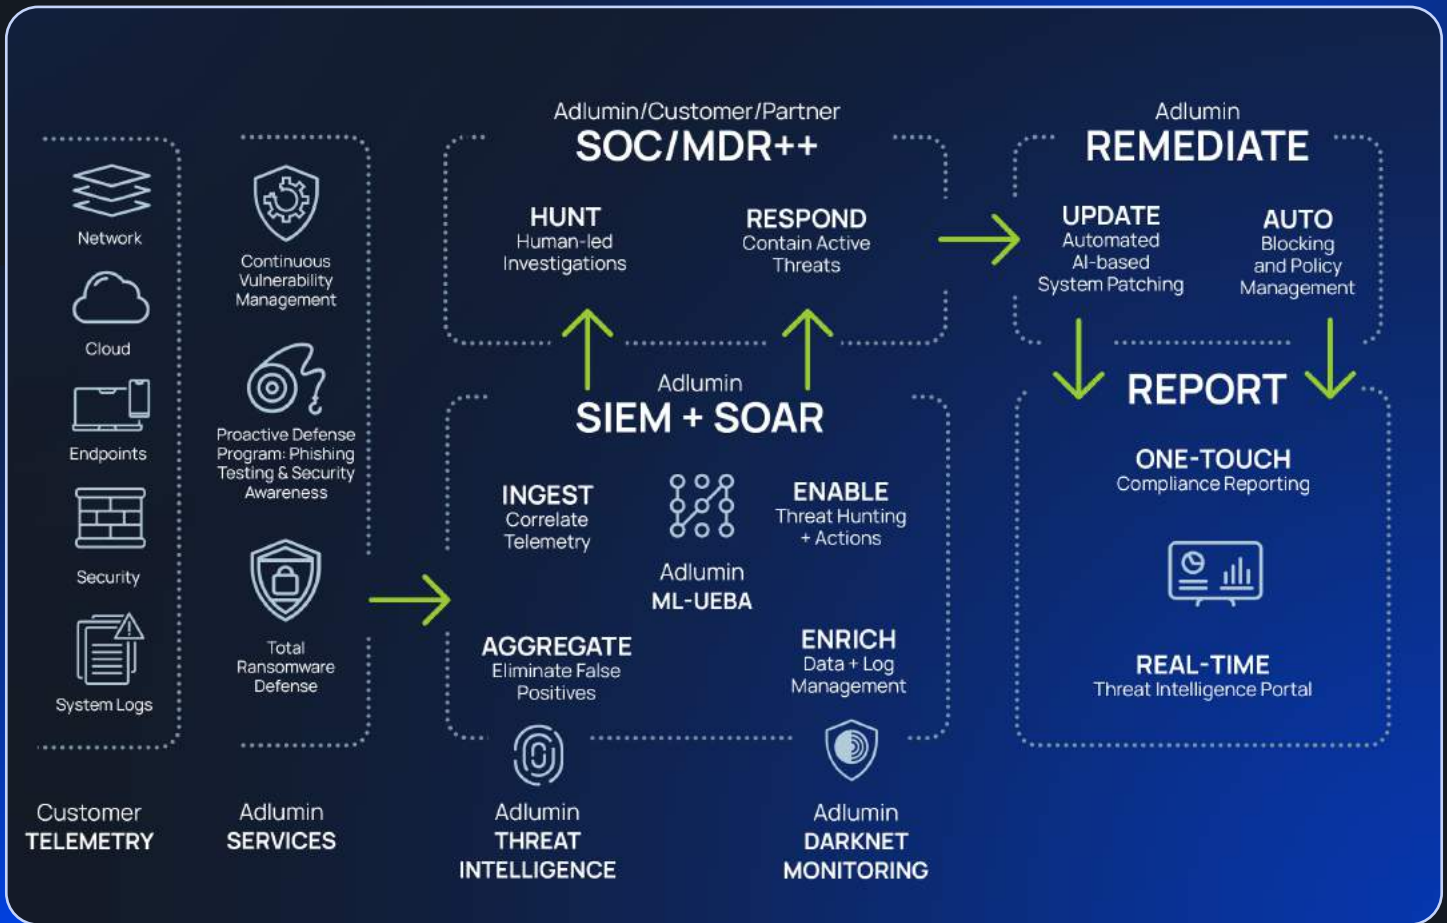 Network
Cloud
Endpoints
Security
System Logs
Customer
TELEMETRY
Continuous
Vulnerability
Management
Proactive Defense
Program: Phishing
Testing & Security
Awareness
Total
Ransomware
Defense
Adlumin
SERVICES
Adlumin/Customer/Partner
SOC/MDR++
HUNT
Human-led
Investigations
RESPOND
Contain Active
Threats
Adlumin
SIEM + SOAR
INGEST
Correlate
Telemetry
ENABLE
Threat Hunting
+ Actions
Adlumin
ML-UEBA
AGGREGATE
Eliminate False
Positives
ENRICH
Data + Log
Management
Adlumin
THREAT
INTELLIGENCE
Adlumin
DARKNET
MONITORING
Adlumin
REMEDIATE
UPDATE
Automated
AI-based
System Patching
AUTO
Blocking
and Policy
Management
REPORT
ONE-TOUCH
Compliance Reporting
REAL-TIME
Threat Intelligence Portal